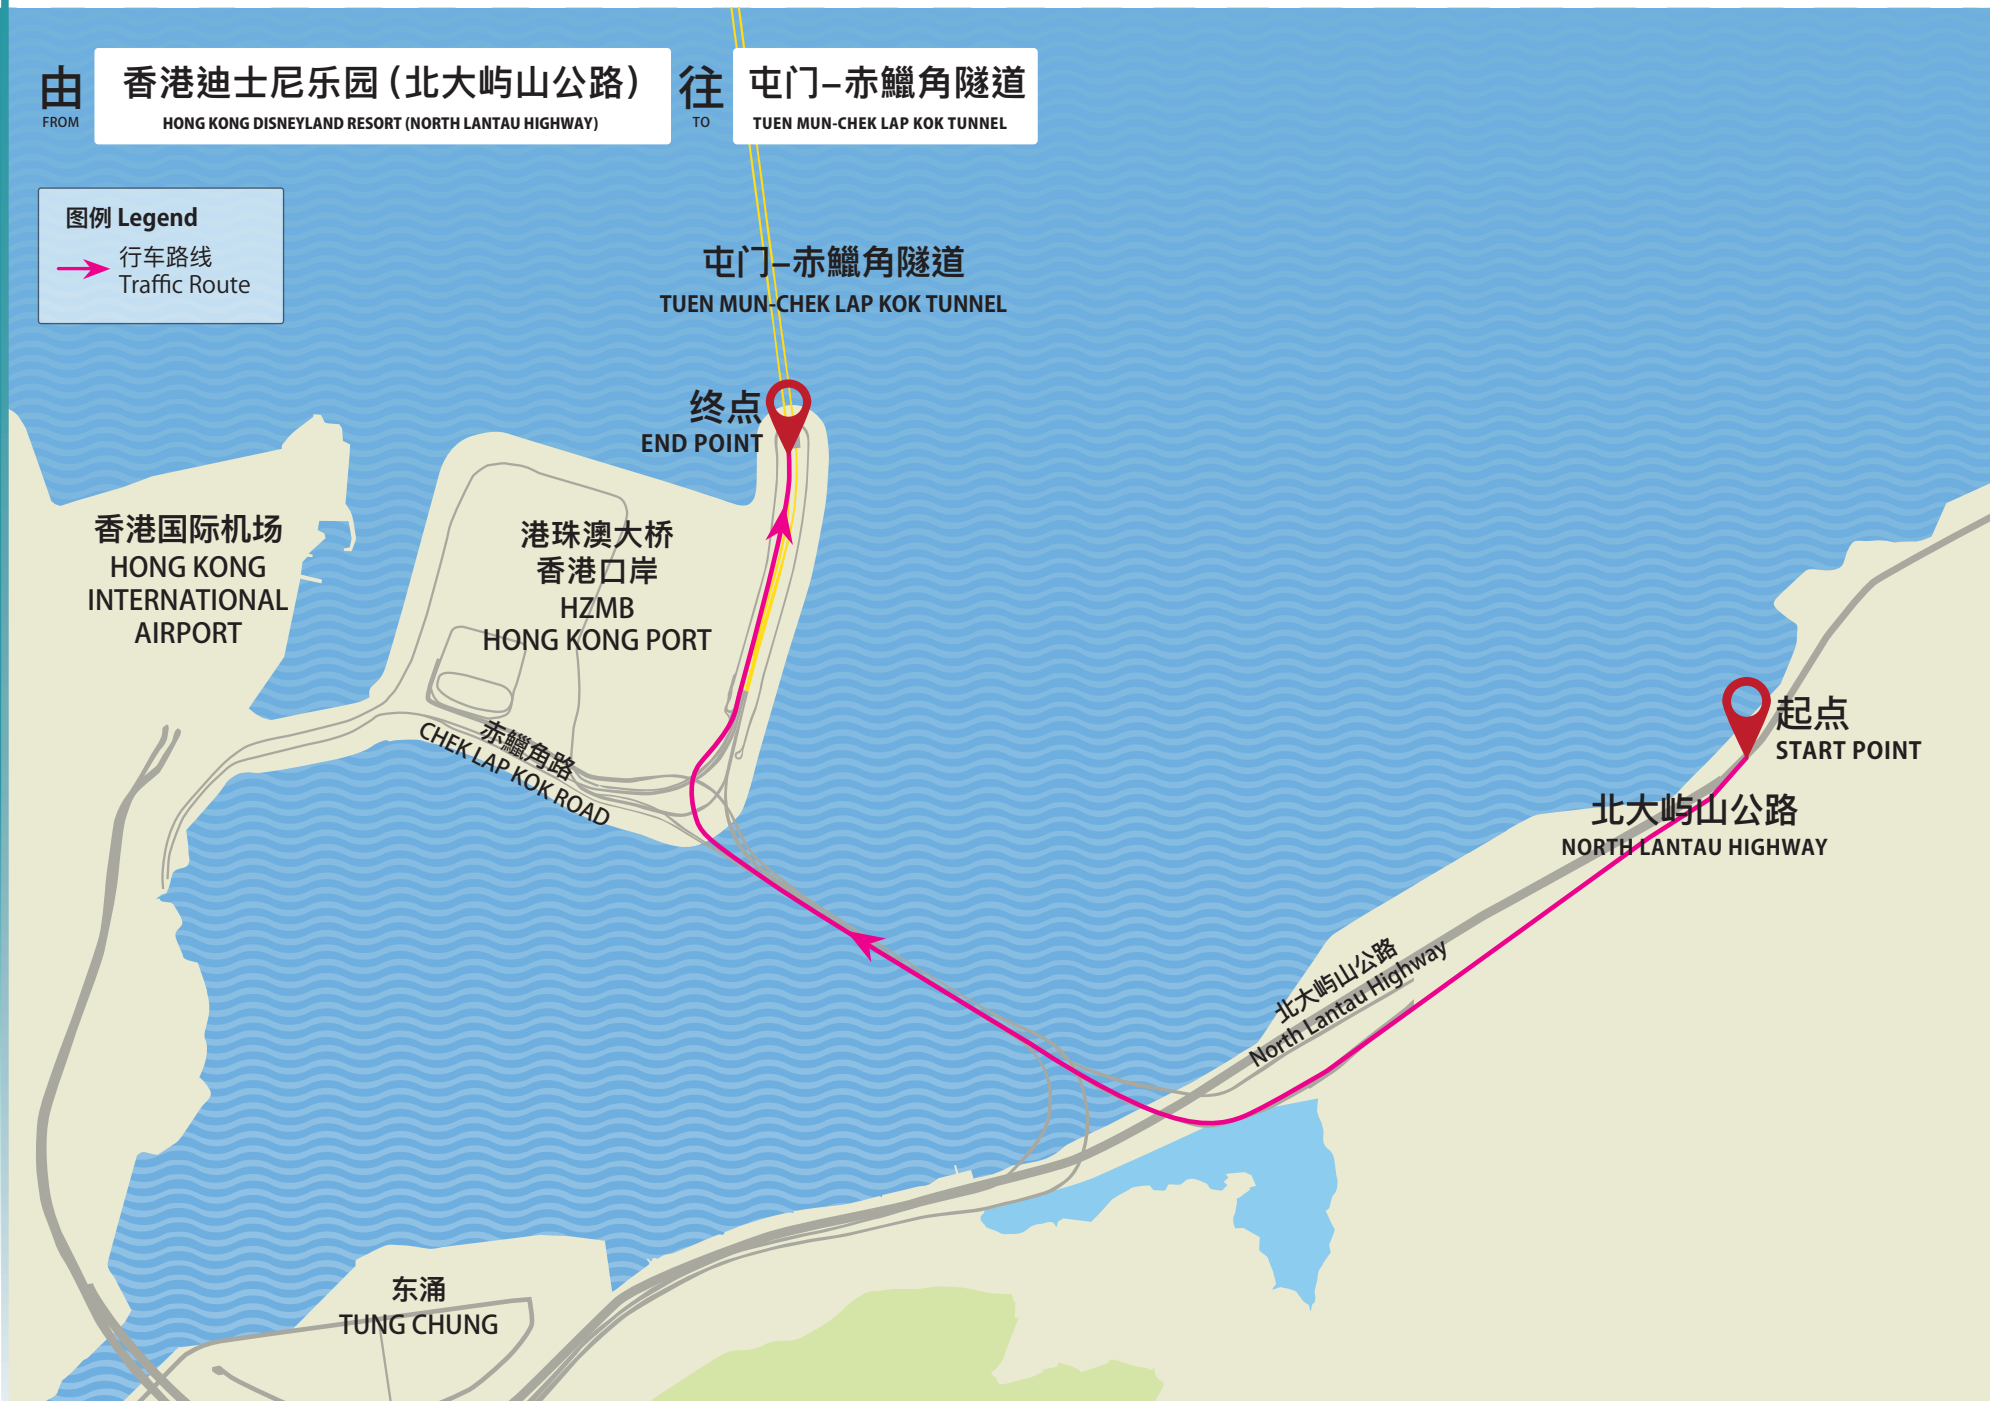 由
FROM
香港迪士尼乐园（北大屿山公路）
HONG KONG DISNEYLAND RESORT (NORTH LANTAU HIGHWAY)
往
TO
屯门–赤鱲角隧道
TUEN MUN-CHEK LAP KOK TUNNEL
图例 Legend
行车路线
Traffic Route
屯门–赤鱲角隧道
TUEN MUN-CHEK LAP KOK TUNNEL
终点
END POINT
香港国际机场
HONG KONG
INTERNATIONAL
AIRPORT
港珠澳大桥
香港口岸
HZMB
HONG KONG PORT
赤鱲角路
CHEK LAP KOK ROAD
起点
START POINT
北大屿山公路
NORTH LANTAU HIGHWAY
北大屿山公路
North Lantau Highway
东涌
TUNG CHUNG